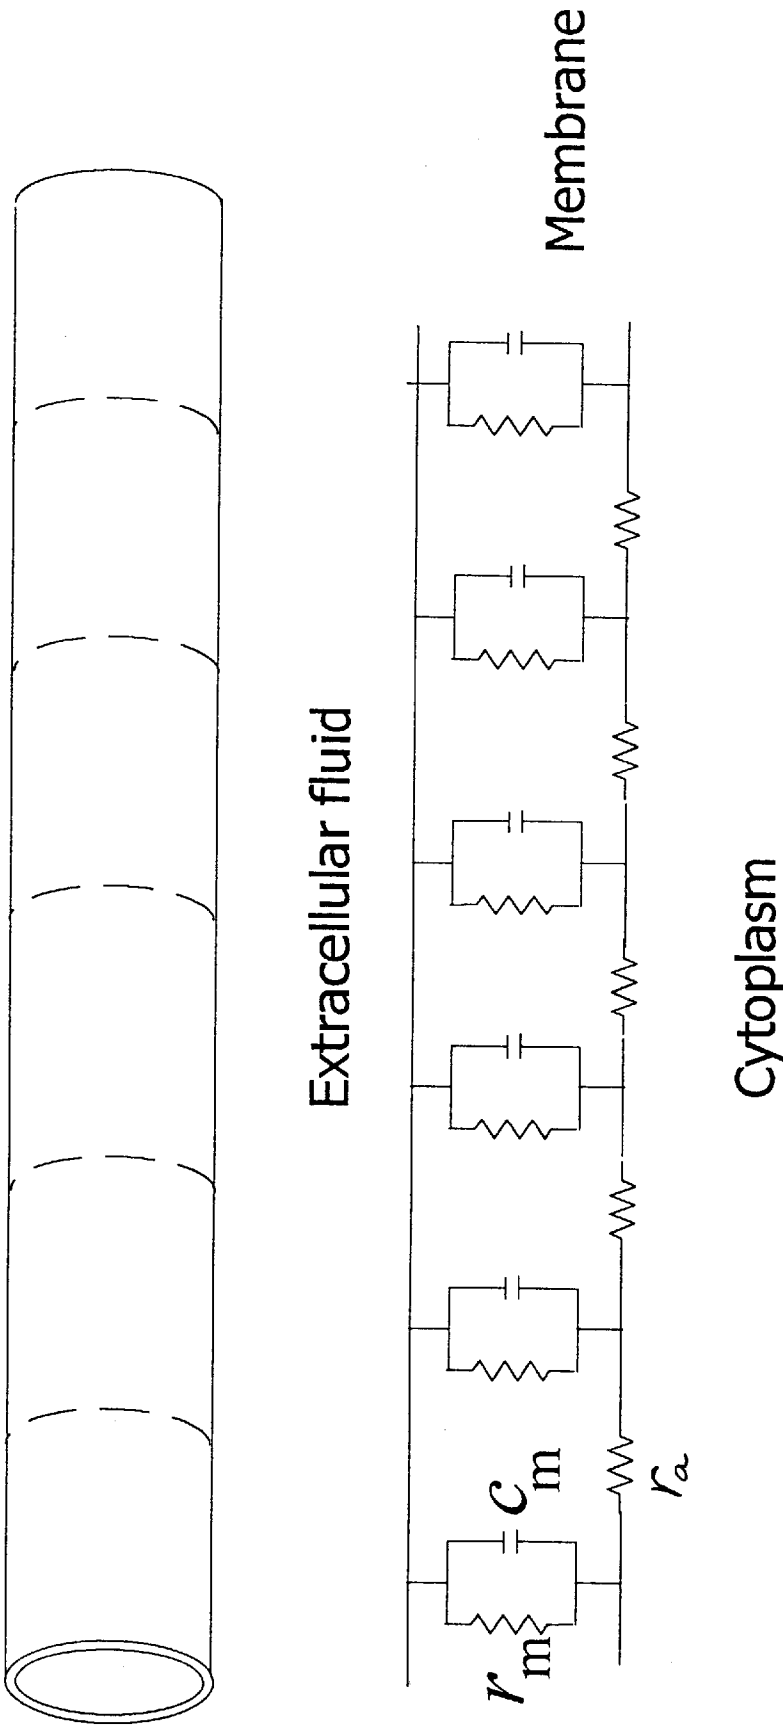 Extracellular fluid
r_m
c_m
r_a
Membrane
Cytoplasm